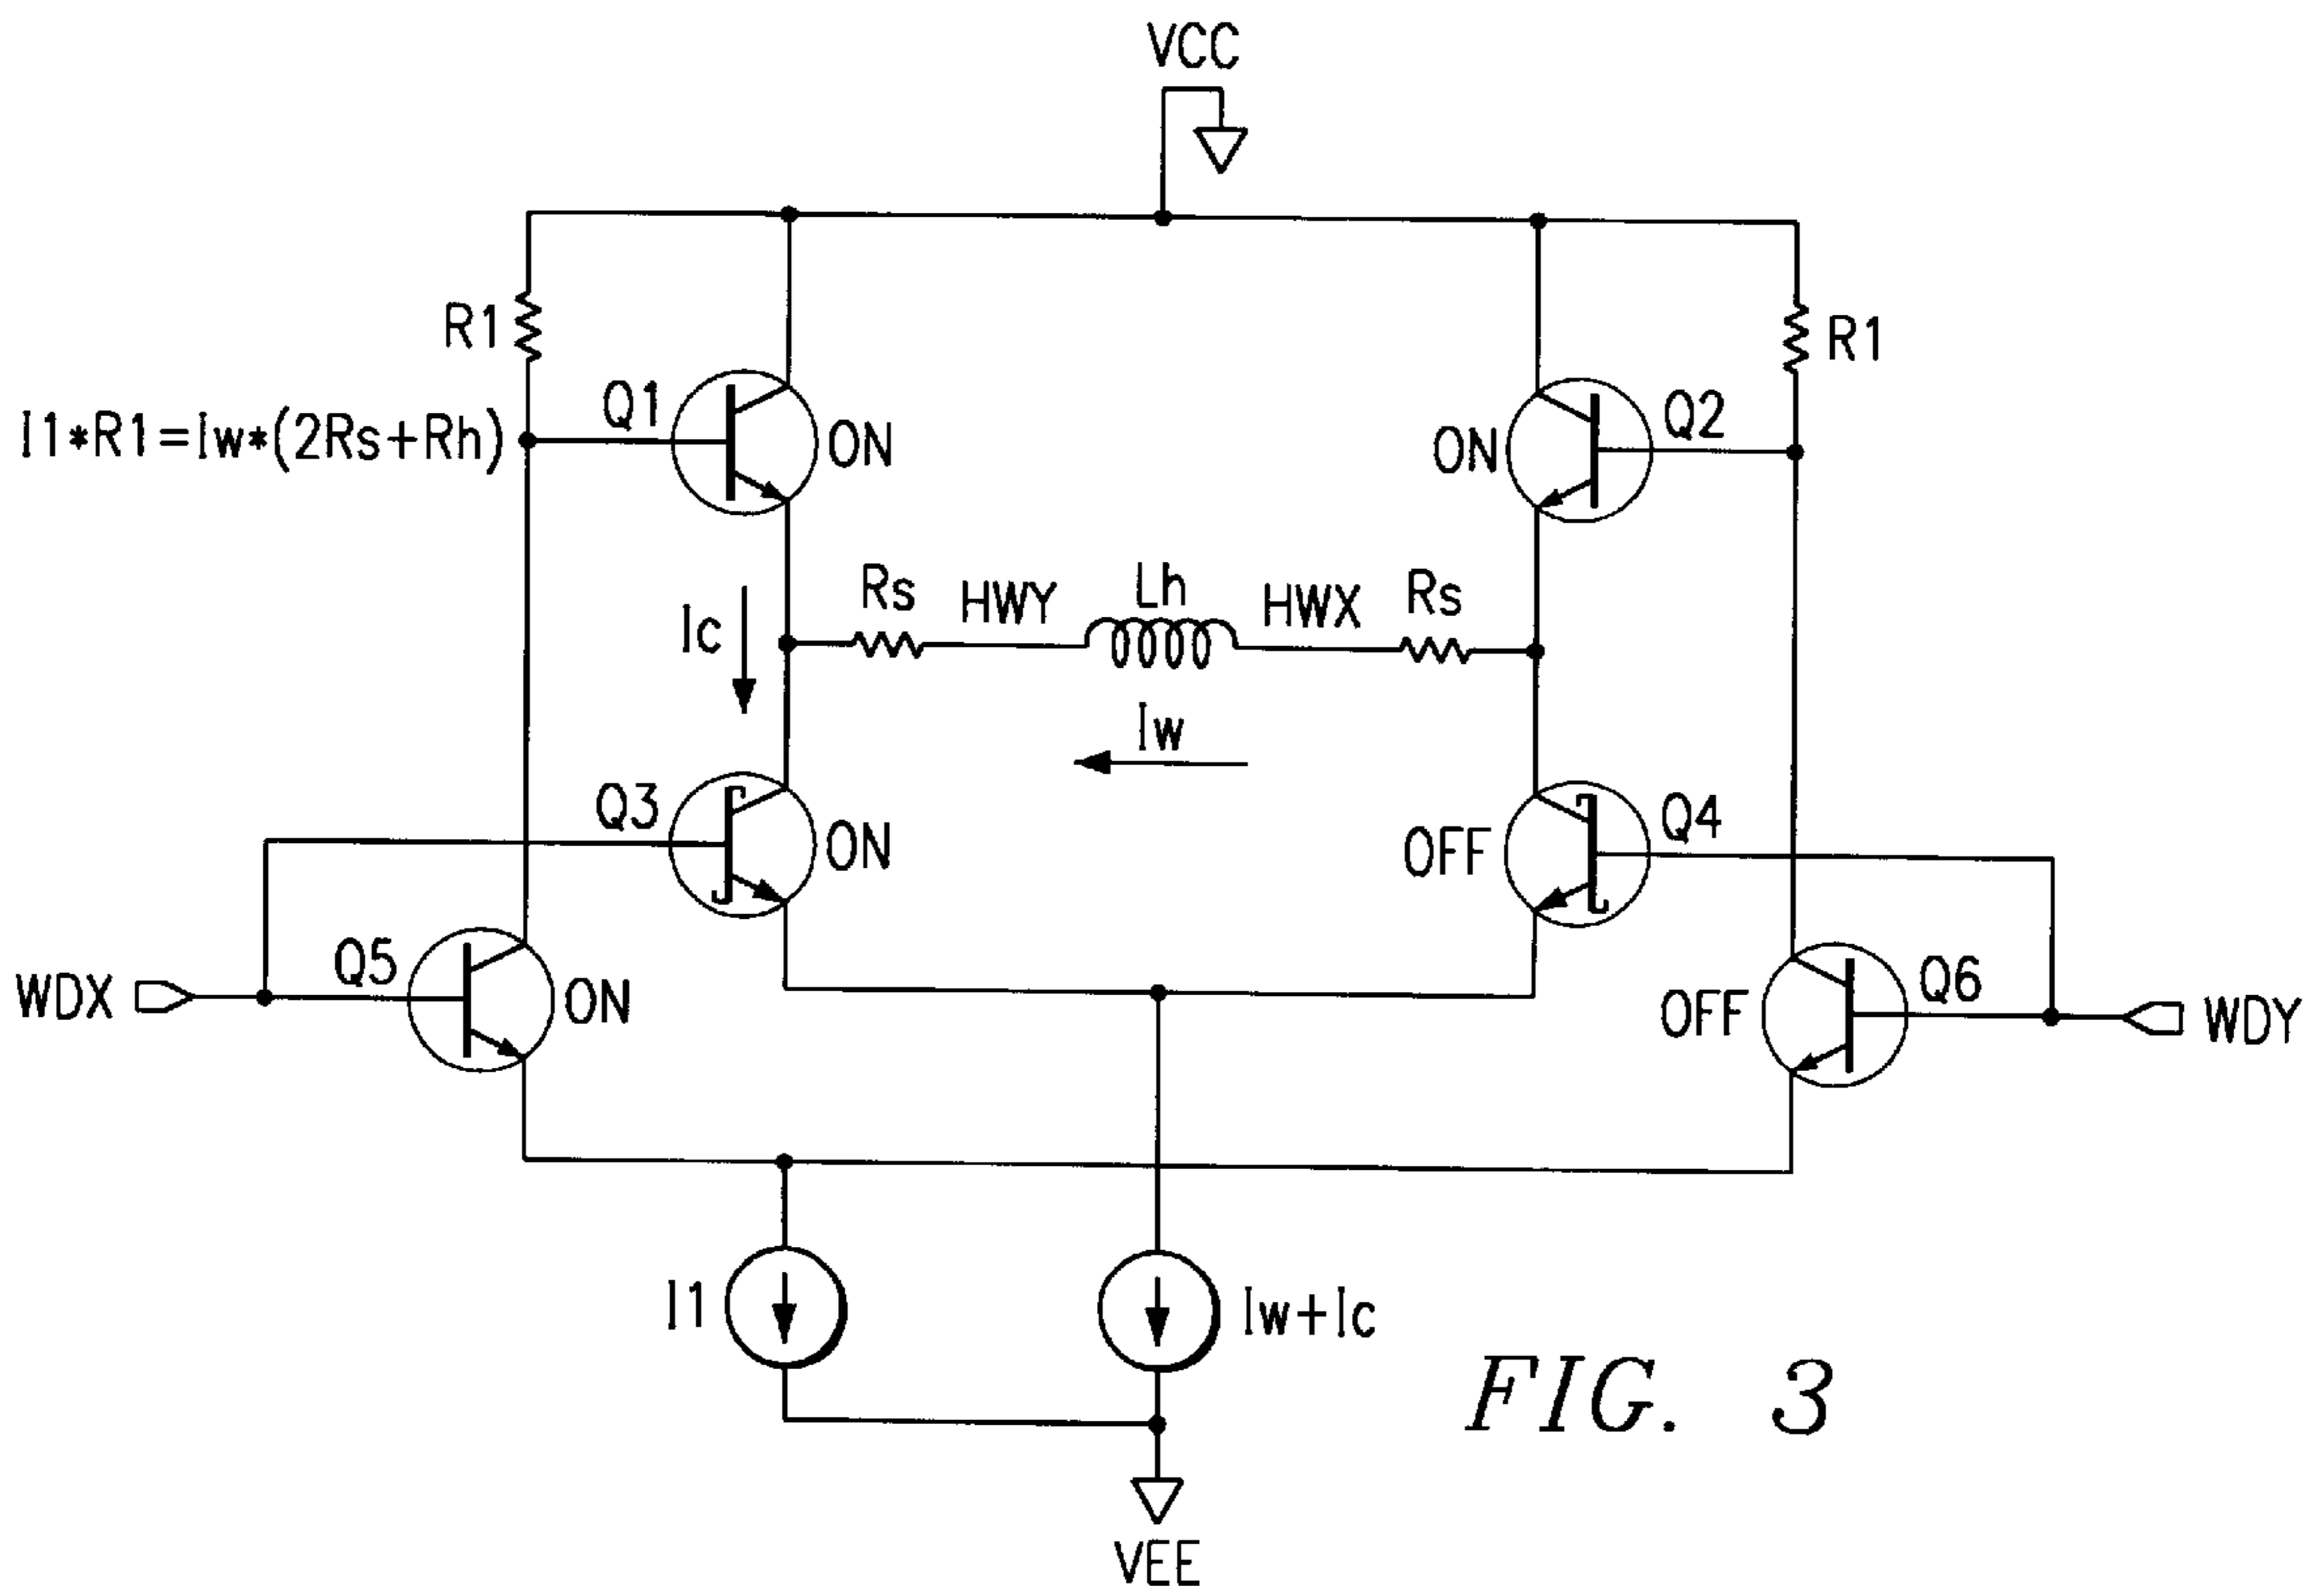 VCC
R1
R1
Q1
Q2
I1*R1=Iw*(2Rs+Rh)
ON
ON
Ic
Rs
HWY
Lh
HWX
Rs
Iw
Q3
ON
OFF
Q4
WDX
Q5
ON
OFF
Q6
WDY
I1
Iw+Ic
FIG. 3
VEE